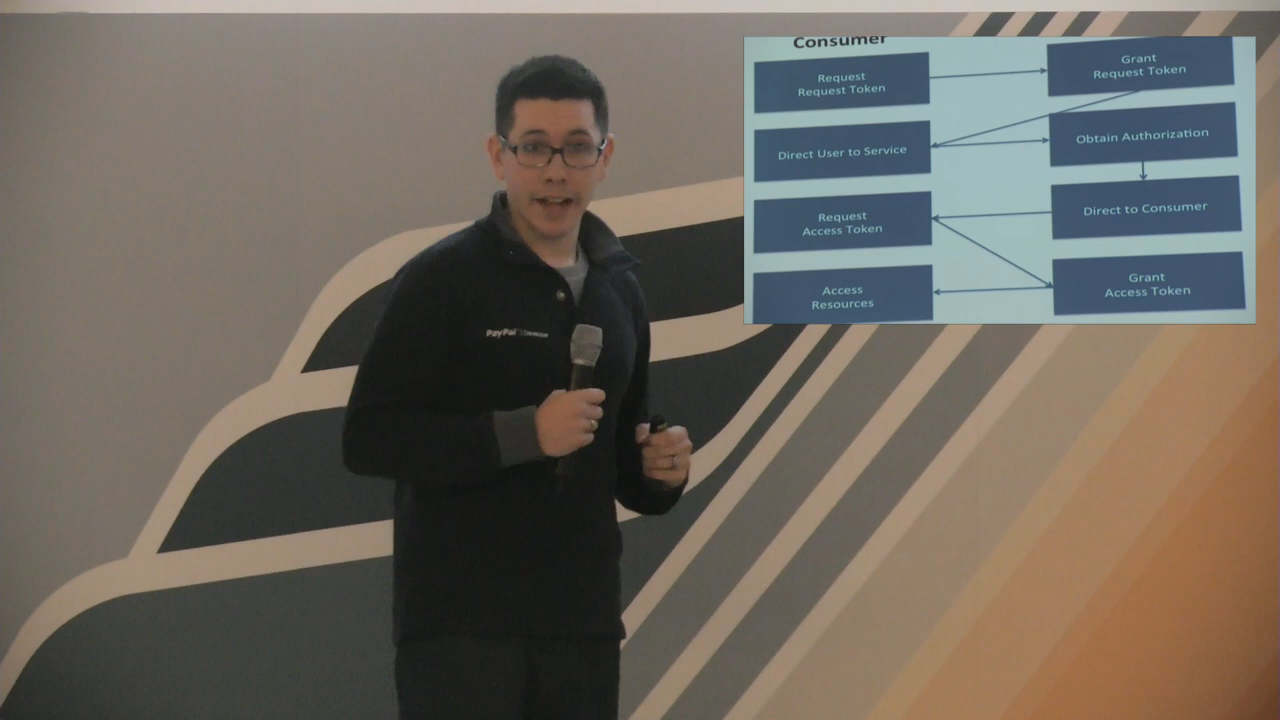 Consumer
Request
Request Token
Grant
Request Token
Direct User to Service
Obtain Authorization
Request
Access Token
Direct to Consumer
Access
Resources
Grant
Access Token
PayPal